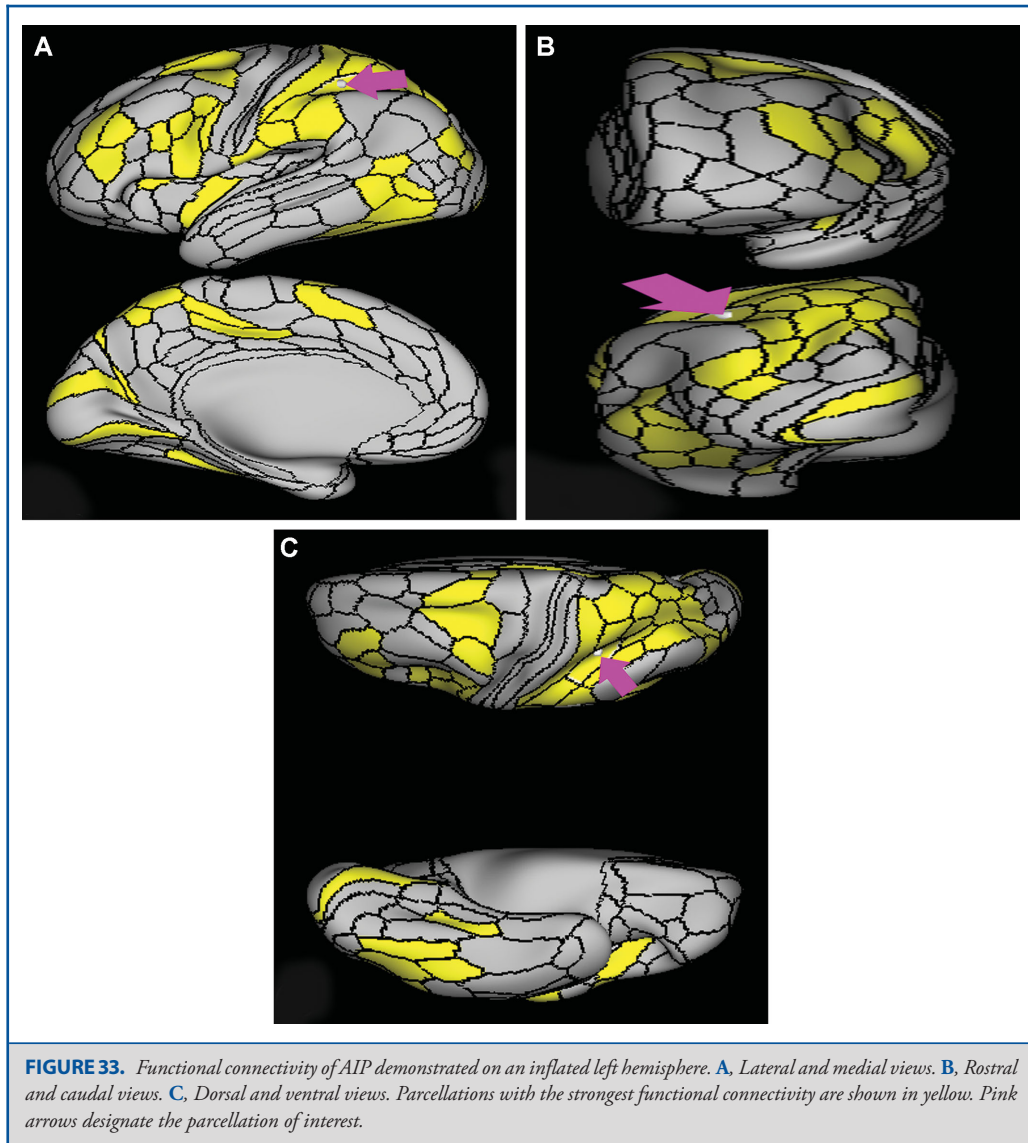 A
B
C
FIGURE 33. Functional connectivity of AIP demonstrated on an inflated left hemisphere. A, Lateral and medial views. B, Rostral
and caudal views. C, Dorsal and ventral views. Parcellations with the strongest functional connectivity are shown in yellow. Pink
arrows designate the parcellation of interest.